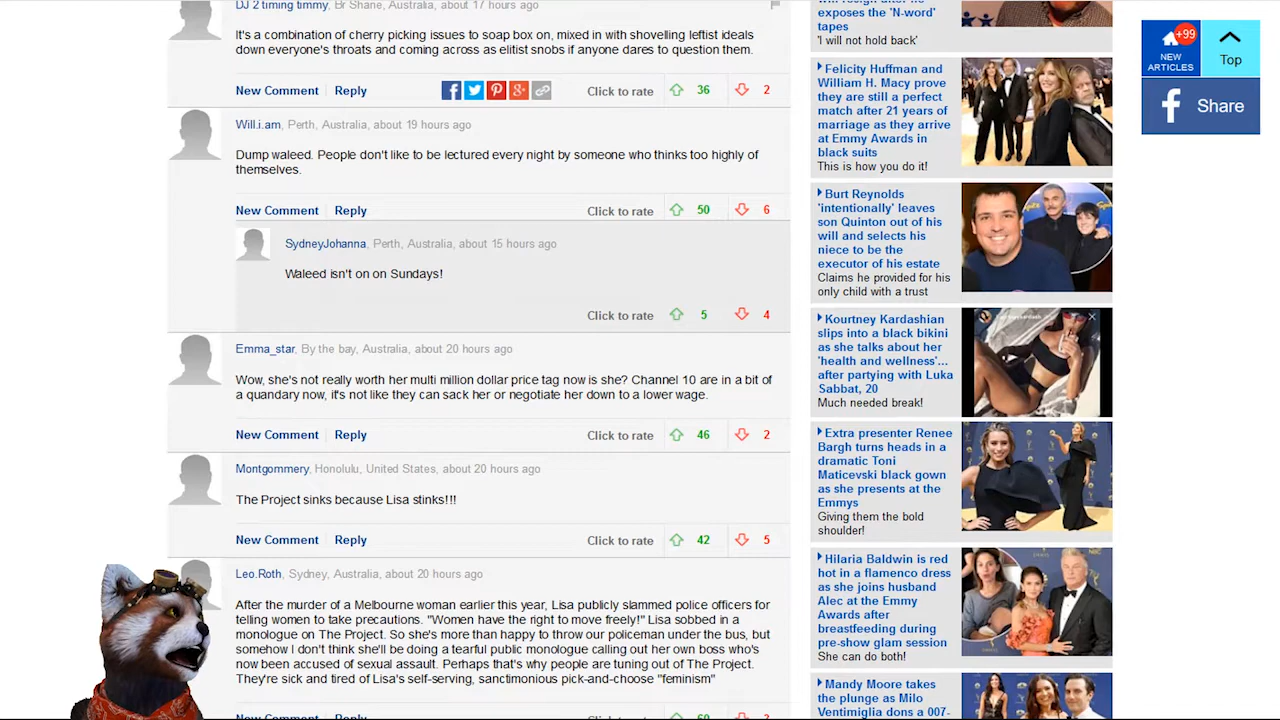 DJ 2 timing timmy, Br Shane, Australia, about 17 hours ago
It's a combination of cherry picking issues to soap box on, mixed in with shovelling leftist ideals
down everyone's throats and coming across as elitist snobs if anyone dares to question them.
New Comment Reply Click to rate 36 2
Will.i.am, Perth, Australia, about 19 hours ago
Dump waleed. People don't like to be lectured every night by someone who thinks too highly of
themselves.
New Comment Reply Click to rate 50 6
SydneyJohanna, Perth, Australia, about 15 hours ago
Waleed isn't on on Sundays!
Click to rate 5 4
Emma_star, By the bay, Australia, about 20 hours ago
Wow, she's not really worth her multi million dollar price tag now is she? Channel 10 are in a bit of
a quandary now, it's not like they can sack her or negotiate her down to a lower wage.
New Comment Reply Click to rate 46 2
Montgommery, Honolulu, United States, about 20 hours ago
The Project sinks because Lisa stinks!!!
New Comment Reply Click to rate 42 5
Leo.Roth, Sydney, Australia, about 20 hours ago
After the murder of a Melbourne woman earlier this year, Lisa publicly slammed police officers for
telling women to take precautions. "Women have the right to move freely!" Lisa sobbed in a
monologue on The Project. So she's more than happy to throw our policeman under the bus, but
somehow I don't think she'll be doing a tearful public monologue calling out her own boss who's
now been accused of sexual assault. Perhaps that's why people are tuning out of The Project.
They're sick and tired of Lisa's self-serving, sanctimonious pick-and-choose "feminism"
New Comment Reply Click to rate 60
exposes the 'N-word'
tapes
'I will not hold back'
Felicity Huffman and
William H. Macy prove
they are still a perfect
match after 21 years of
marriage as they arrive
at Emmy Awards in
black suits
This is how you do it!
Burt Reynolds
'intentionally' leaves
son Quinton out of his
will and selects his
niece to be the
executor of his estate
Claims he provided for his
only child with a trust
Kourtney Kardashian
slips into a black bikini
as she talks about her
'health and wellness'...
after partying with Luka
Sabbat, 20
Much needed break!
Extra presenter Renee
Bargh turns heads in a
dramatic Toni
Maticevski black gown
as she presents at the
Emmys
Giving them the bold
shoulder!
Hilaria Baldwin is red
hot in a flamenco dress
as she joins husband
Alec at the Emmy
Awards after
breastfeeding during
pre-show glam session
She can do both!
Mandy Moore takes
the plunge as Milo
Ventimiglia dons a 007-
+99
NEW
ARTICLES
Top
Share